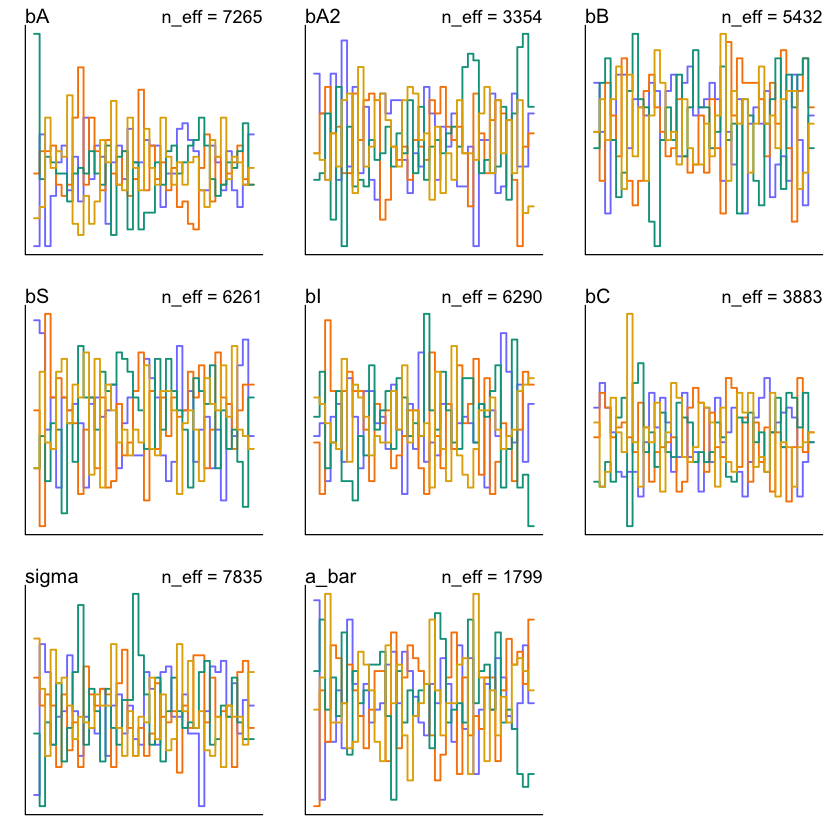 bA n_eff = 7265
bA2 n_eff = 3354
bB n_eff = 5432
bS n_eff = 6261
bI n_eff = 6290
bC n_eff = 3883
sigma n_eff = 7835
a_bar n_eff = 1799